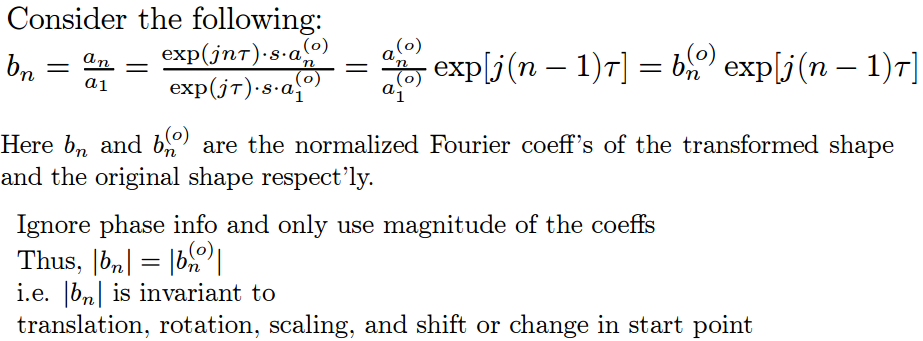 Consider the following:
b_n = \frac{a_n}{a_1} = \frac{\exp(jn\tau)\cdot s\cdot a_n^{(o)}}{\exp(j\tau)\cdot s\cdot a_1^{(o)}} = \frac{a_n^{(o)}}{a_1^{(o)}} \exp[j(n-1)\tau] = b_n^{(o)} \exp[j(n-1)\tau]
Here b_n and b_n^{(o)} are the normalized Fourier coeff's of the transformed shape
and the original shape respect'ly.
Ignore phase info and only use magnitude of the coeffs
Thus, |b_n| = |b_n^{(o)}|
i.e. |b_n| is invariant to
translation, rotation, scaling, and shift or change in start point